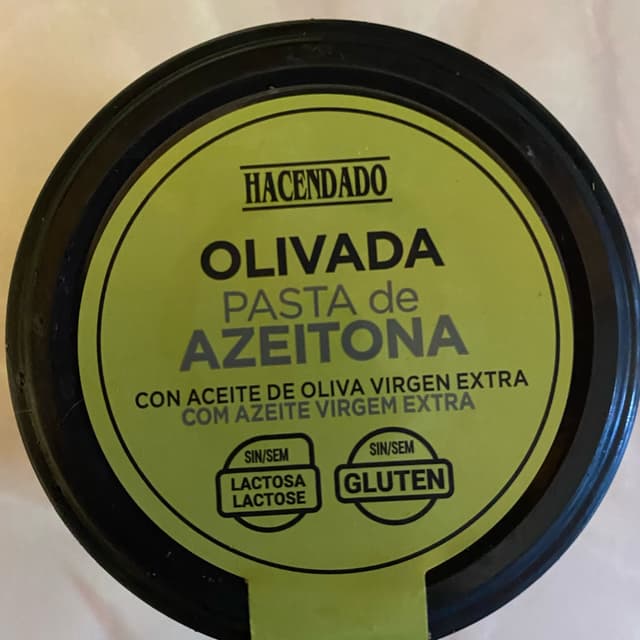 HACENDADO
OLIVADA
PASTA de
AZEITONA
CON ACEITE DE OLIVA VIRGEN EXTRA
COM AZEITE VIRGEM EXTRA
SIN/SEM
LACTOSA
LACTOSE
SIN/SEM
GLUTEN